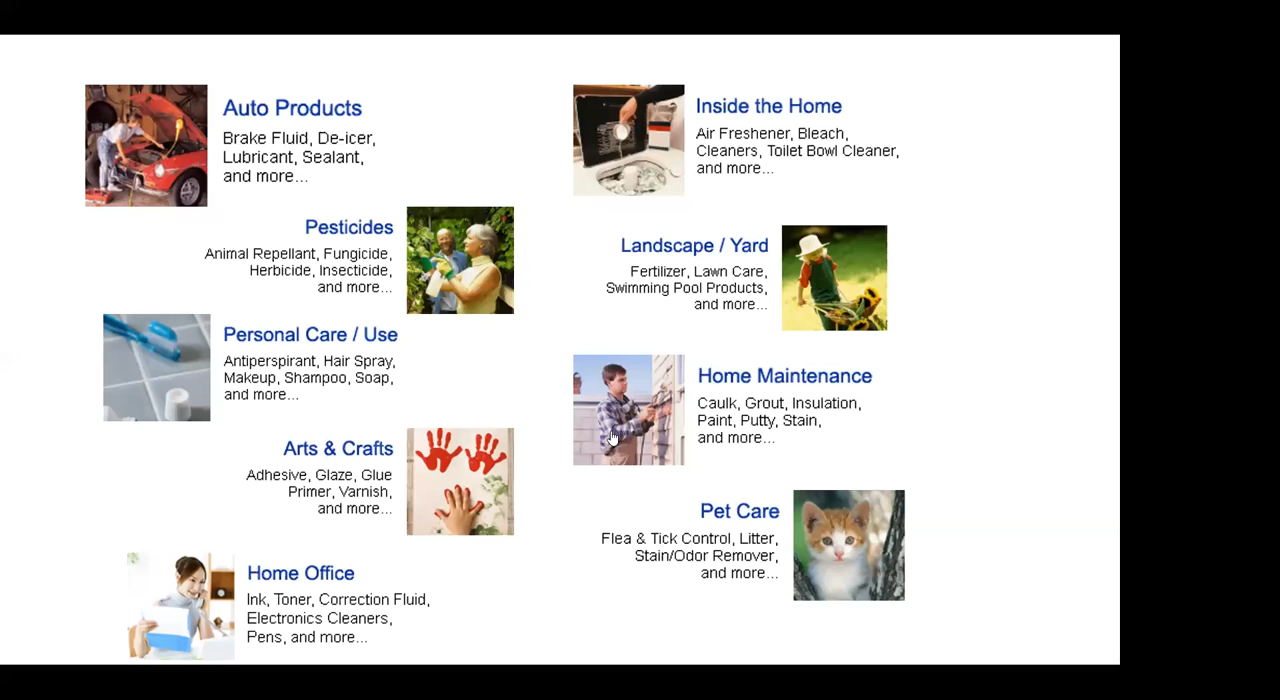 Auto Products
Brake Fluid, De-icer,
Lubricant, Sealant,
and more...
Pesticides
Animal Repellant, Fungicide,
Herbicide, Insecticide,
and more...
Personal Care / Use
Antiperspirant, Hair Spray,
Makeup, Shampoo, Soap,
and more...
Arts & Crafts
Adhesive, Glaze, Glue
Primer, Varnish,
and more...
Home Office
Ink, Toner, Correction Fluid,
Electronics Cleaners,
Pens, and more...
Inside the Home
Air Freshener, Bleach,
Cleaners, Toilet Bowl Cleaner,
and more...
Landscape / Yard
Fertilizer, Lawn Care,
Swimming Pool Products,
and more...
Home Maintenance
Caulk, Grout, Insulation,
Paint, Putty, Stain,
and more...
Pet Care
Flea & Tick Control, Litter,
Stain/Odor Remover,
and more...